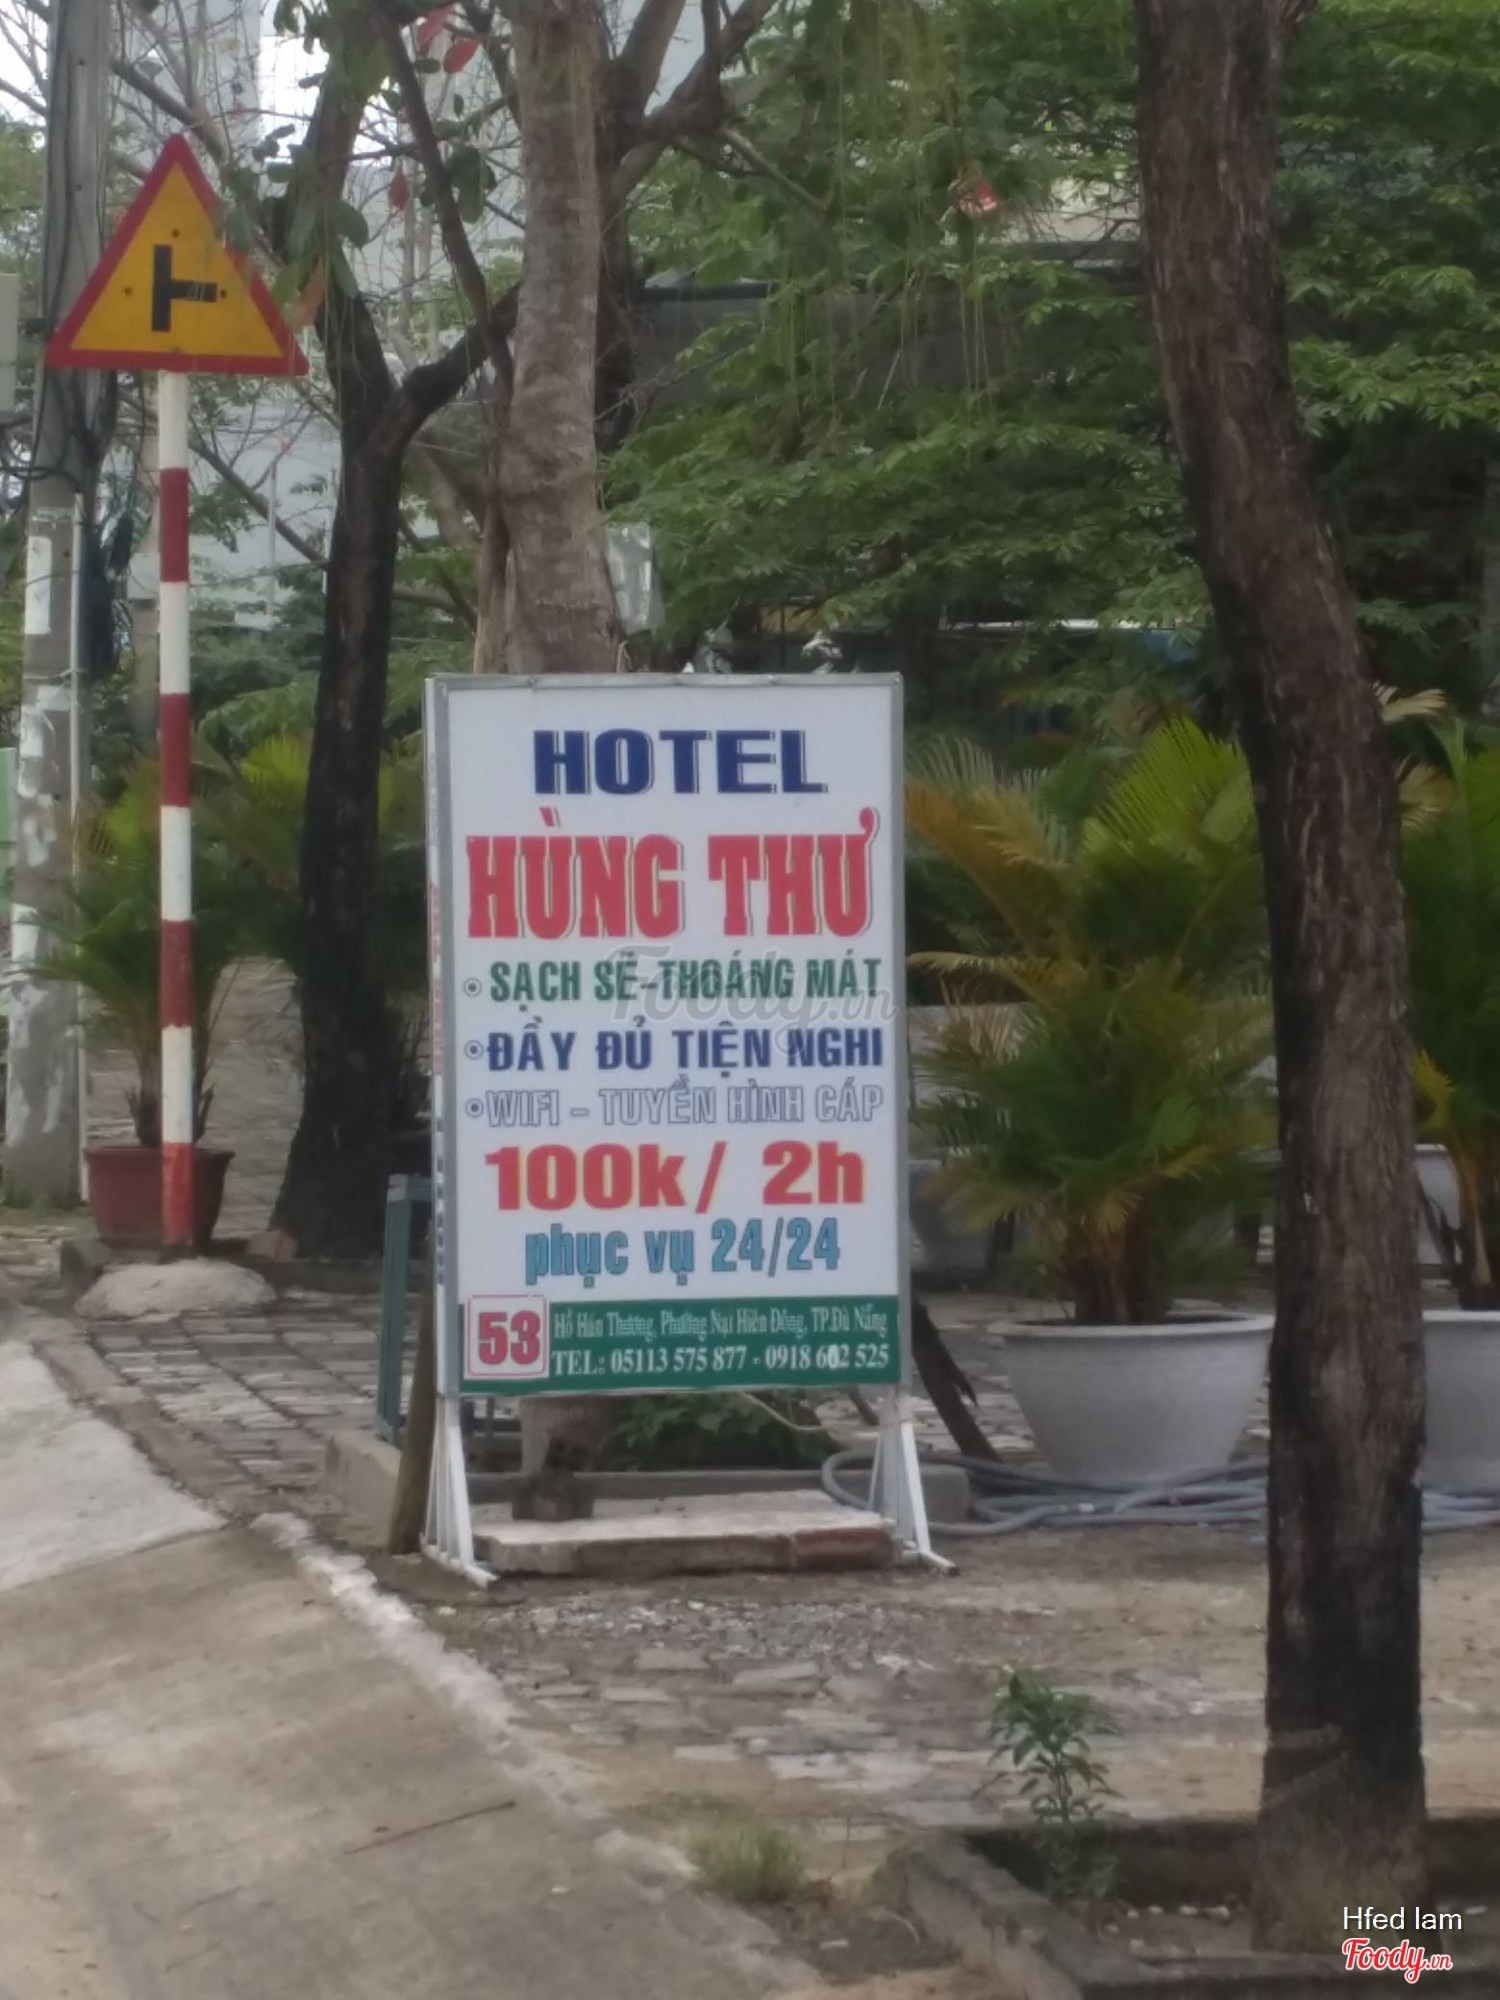 HOTEL
HÙNG THƯ
SẠCH SẼ-THOÁNG MÁT
ĐẦY ĐỦ TIỆN NGHI
WIFI - TUYỀN HÌNH CÁP
100k/ 2h
phục vụ 24/24
53
Hồ Hán Thương, Phường Nại Hiên Đông, TP.Đà Nẵng
TEL: 05113 575 877 - 0918 602 525
Foody.vn
Hfed lam
Foody.vn